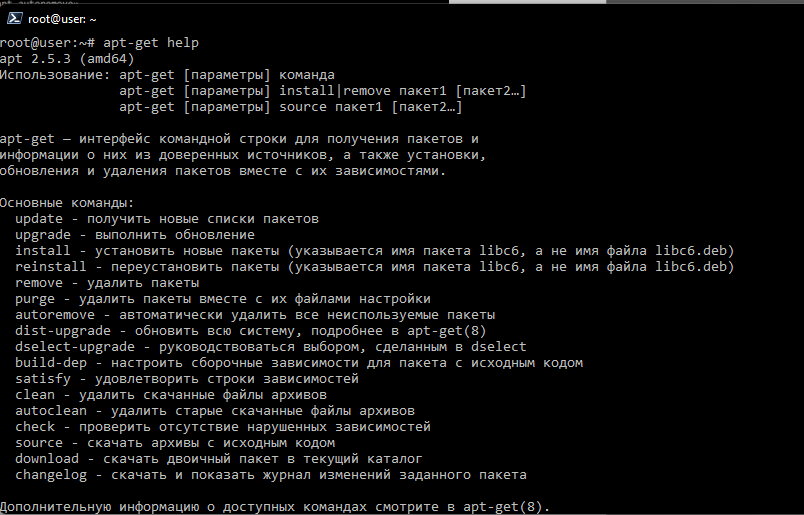 root@user: ~
root@user:~# apt-get help
apt 2.5.3 (amd64)
Использование: apt-get [параметры] команда
apt-get [параметры] install|remove пакет1 [пакет2…]
apt-get [параметры] source пакет1 [пакет2…]
apt-get — интерфейс командной строки для получения пакетов и
информации о них из доверенных источников, а также установки,
обновления и удаления пакетов вместе с их зависимостями.
Основные команды:
update - получить новые списки пакетов
upgrade - выполнить обновление
install - установить новые пакеты (указывается имя пакета libc6, а не имя файла libc6.deb)
reinstall - переустановить пакеты (указывается имя пакета libc6, а не имя файла libc6.deb)
remove - удалить пакеты
purge - удалить пакеты вместе с их файлами настройки
autoremove - автоматически удалить все неиспользуемые пакеты
dist-upgrade - обновить всю систему, подробнее в apt-get(8)
dselect-upgrade - руководствоваться выбором, сделанным в dselect
build-dep - настроить сборочные зависимости для пакета с исходным кодом
satisfy - удовлетворить строки зависимостей
clean - удалить скачанные файлы архивов
autoclean - удалить старые скачанные файлы архивов
check - проверить отсутствие нарушенных зависимостей
source - скачать архивы с исходным кодом
download - скачать двоичный пакет в текущий каталог
changelog - скачать и показать журнал изменений заданного пакета
Дополнительную информацию о доступных командах смотрите в apt-get(8).